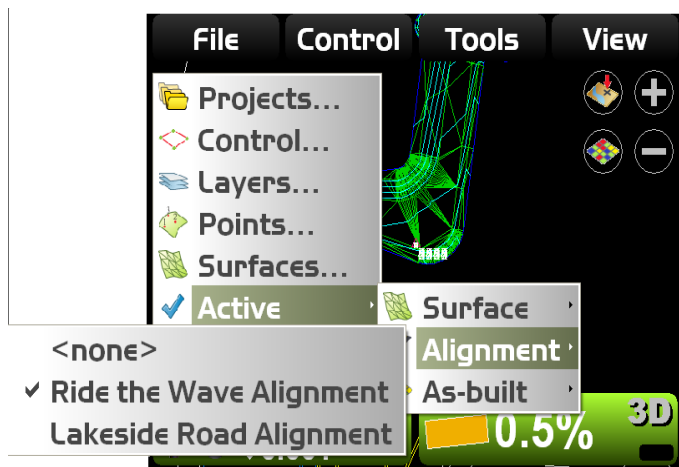 File Control Tools View
Projects...
Control...
Layers...
Points...
Surfaces...
Active Surface
<none> Alignment
Ride the Wave Alignment As-built
Lakeside Road Alignment 0.5% 3D